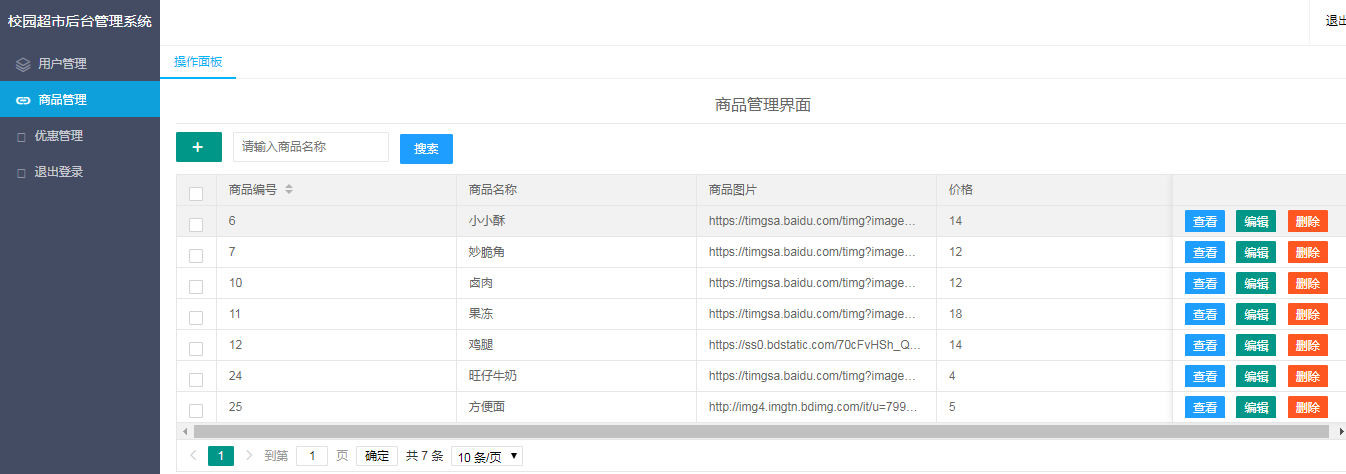 校园超市后台管理系统
退出
用户管理
商品管理
优惠管理
退出登录
操作面板
商品管理界面
+ 请输入商品名称 搜索
商品编号 商品名称 商品图片 价格
6 小小酥 https://timgsa.baidu.com/timg?image... 14 查看 编辑 删除
7 妙脆角 https://timgsa.baidu.com/timg?image... 12 查看 编辑 删除
10 卤肉 https://timgsa.baidu.com/timg?image... 12 查看 编辑 删除
11 果冻 https://timgsa.baidu.com/timg?image... 18 查看 编辑 删除
12 鸡腿 https://ss0.bdstatic.com/70cFvHSh_Q... 14 查看 编辑 删除
24 旺仔牛奶 https://timgsa.baidu.com/timg?image... 4 查看 编辑 删除
25 方便面 http://img4.imgtn.bdimg.com/it/u=799... 5 查看 编辑 删除
1 到第 1 页 确定 共 7 条 10 条/页